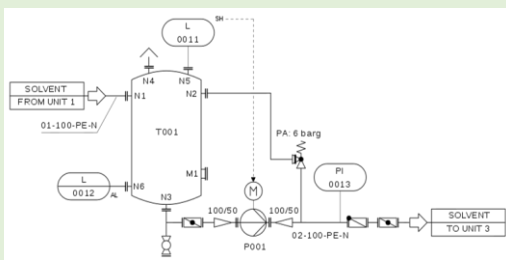 L
0011
SH
N4
N5
SOLVENT
FROM UNIT 1
N1
N2
01-100-PE-N
T001
PA: 6 barg
L
0012
AL
N6
M1
N3
PI
0013
M
100/50
100/50
P001
02-100-PE-N
SOLVENT
TO UNIT 3